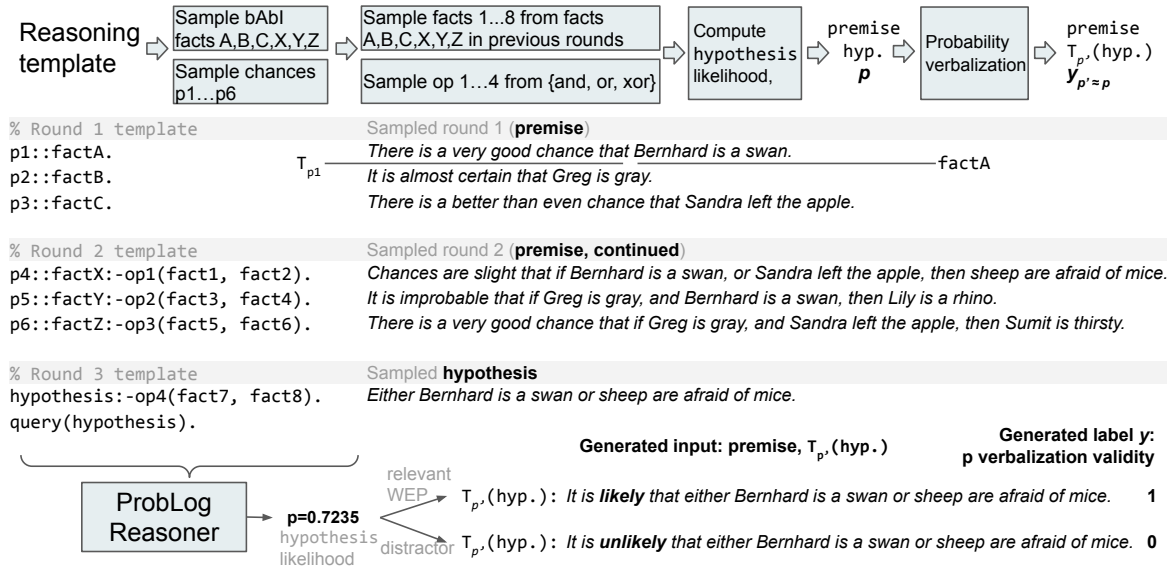 Reasoning template
Sample bAbI facts A,B,C,X,Y,Z
Sample chances p1…p6
Sample facts 1...8 from facts A,B,C,X,Y,Z in previous rounds
Sample op 1…4 from {and, or, xor}
Compute hypothesis likelihood,
premise
hyp.
p
Probability verbalization
premise
Tp'(hyp.)
yp'≈p
% Round 1 template
Sampled round 1 (premise)
p1::factA.
Tp1
There is a very good chance that Bernhard is a swan.
factA
p2::factB.
It is almost certain that Greg is gray.
p3::factC.
There is a better than even chance that Sandra left the apple.
% Round 2 template
Sampled round 2 (premise, continued)
p4::factX:-op1(fact1, fact2).
Chances are slight that if Bernhard is a swan, or Sandra left the apple, then sheep are afraid of mice.
p5::factY:-op2(fact3, fact4).
It is improbable that if Greg is gray, and Bernhard is a swan, then Lily is a rhino.
p6::factZ:-op3(fact5, fact6).
There is a very good chance that if Greg is gray, and Sandra left the apple, then Sumit is thirsty.
% Round 3 template
Sampled hypothesis
hypothesis:-op4(fact7, fact8).
Either Bernhard is a swan or sheep are afraid of mice.
query(hypothesis).
Generated input: premise, Tp'(hyp.)
Generated label y:
p verbalization validity
ProbLog
Reasoner
p=0.7235
hypothesis
likelihood
relevant
WEP
Tp'(hyp.): It is likely that either Bernhard is a swan or sheep are afraid of mice. 1
distractor
Tp'(hyp.): It is unlikely that either Bernhard is a swan or sheep are afraid of mice. 0